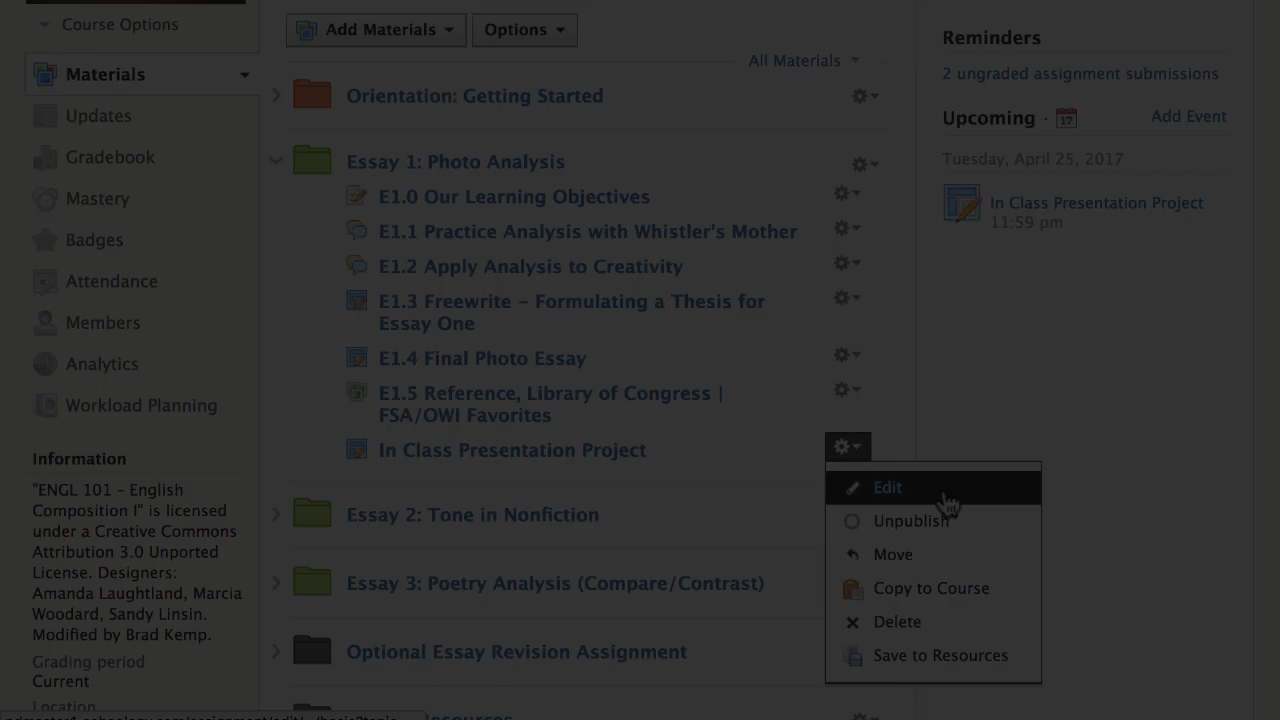 Course Options
Materials
Updates
Gradebook
Mastery
Badges
Attendance
Members
Analytics
Workload Planning
Information
"ENGL 101 – English
Composition I" is licensed
under a Creative Commons
Attribution 3.0 Unported
License. Designers:
Amanda Laughtland, Marcia
Woodard, Sandy Linsin.
Modified by Brad Kemp.
Grading period
Current
Location
Add Materials
Options
All Materials
Orientation: Getting Started
Essay 1: Photo Analysis
E1.0 Our Learning Objectives
E1.1 Practice Analysis with Whistler's Mother
E1.2 Apply Analysis to Creativity
E1.3 Freewrite – Formulating a Thesis for
Essay One
E1.4 Final Photo Essay
E1.5 Reference, Library of Congress |
FSA/OWI Favorites
In Class Presentation Project
Essay 2: Tone in Nonfiction
Essay 3: Poetry Analysis (Compare/Contrast)
Optional Essay Revision Assignment
Edit
Unpublish
Move
Copy to Course
Delete
Save to Resources
Reminders
2 ungraded assignment submissions
Upcoming · 17
Add Event
Tuesday, April 25, 2017
In Class Presentation Project
11:59 pm